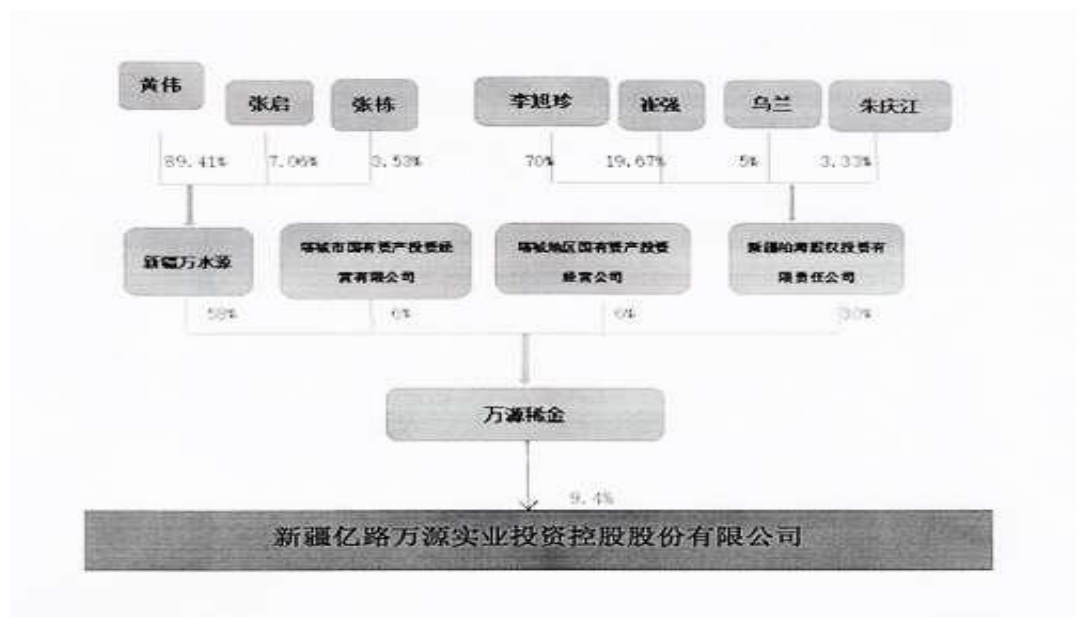 黄伟
张启
张栋
李旭珍
崔强
乌兰
朱庆江
89.41%
7.06%
3.53%
70%
19.67%
5%
3.33%
新疆万水源
塔城市国有资产投资经
营有限公司
塔城地区国有资产投资
经营公司
新疆柏海股权投资有
限责任公司
58%
6%
6%
30%
万源稀金
9.4%
新疆亿路万源实业投资控股股份有限公司